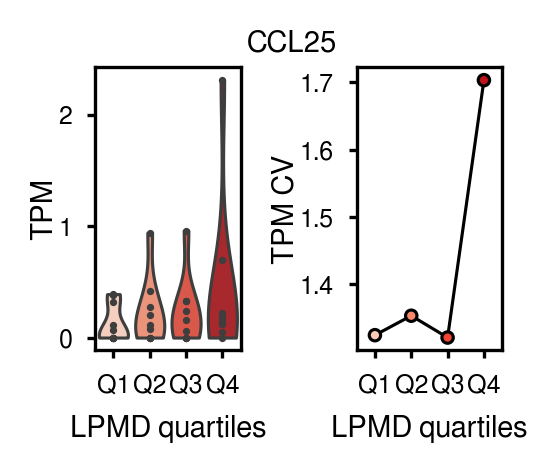 CCL25
TPM
2
1
0
Q1 Q2 Q3 Q4
LPMD quartiles
TPM CV
1.7
1.6
1.5
1.4
Q1 Q2 Q3 Q4
LPMD quartiles